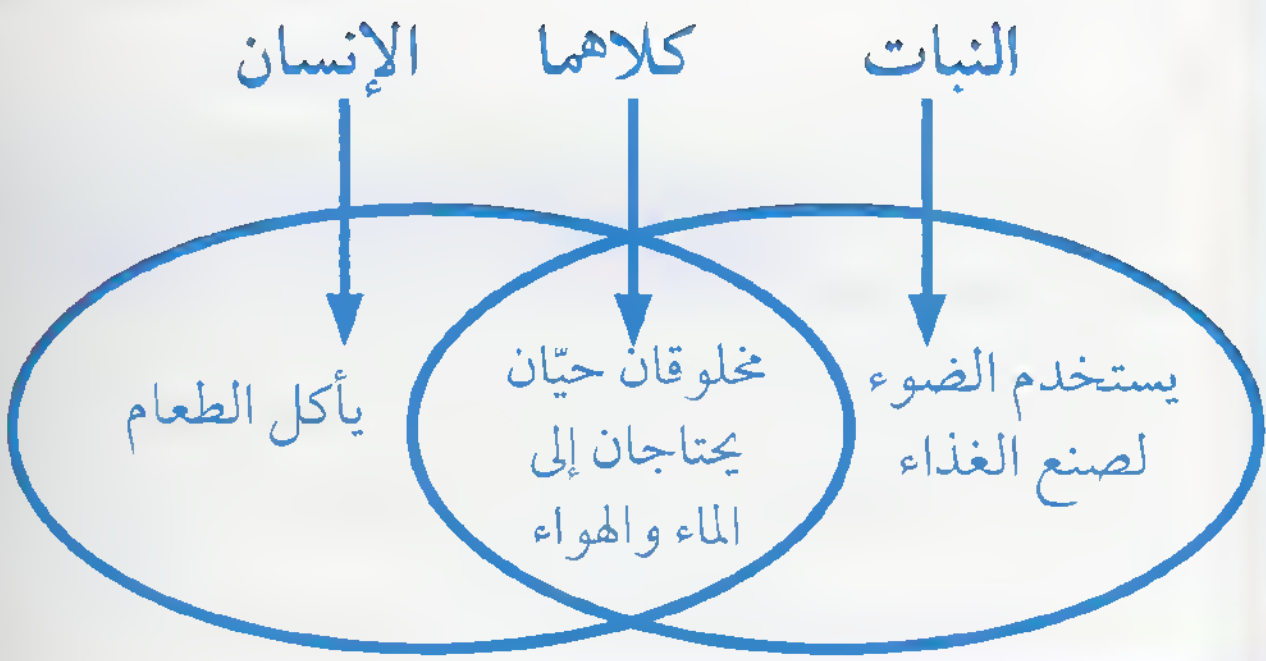 النبات
كلاهما
الإنسان
يستخدم الضوء
لصنع الغذاء
مخلوقان حيّان
يحتاجان إلى
الماء والهواء
يأكل الطعام